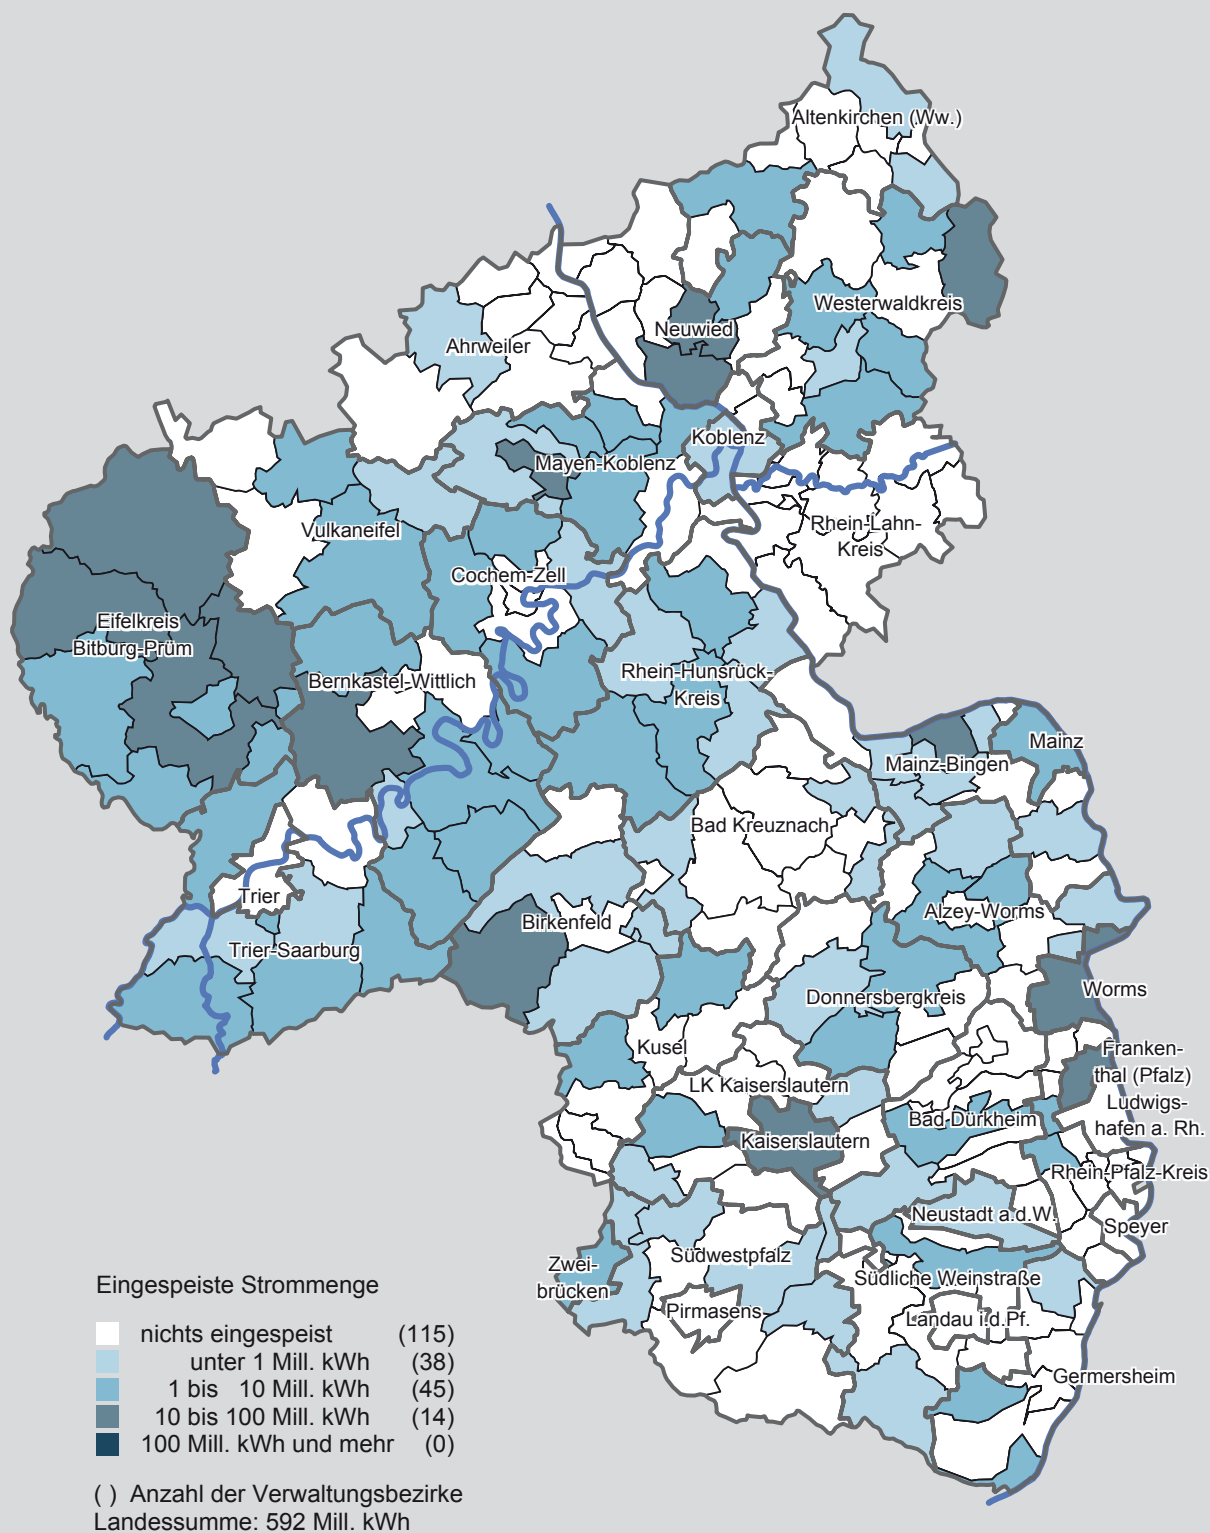 Altenkirchen (Ww.)
Westerwaldkreis
Neuwied
Ahrweiler
Koblenz
Mayen-Koblenz
Rhein-Lahn-
Kreis
Vulkaneifel
Cochem-Zell
Eifelkreis
Bitburg-Prüm
Rhein-Hunsrück-
Kreis
Bernkastel-Wittlich
Mainz
Mainz-Bingen
Bad Kreuznach
Trier
Alzey-Worms
Birkenfeld
Trier-Saarburg
Worms
Donnersbergkreis
Kusel
Franken-
thal (Pfalz)
LK Kaiserslautern
Ludwigs-
hafen a. Rh.
Bad Dürkheim
Kaiserslautern
Rhein-Pfalz-Kreis
Neustadt a.d.W.
Speyer
Südwestpfalz
Zwei-
brücken
Südliche Weinstraße
Pirmasens
Landau i.d.Pf.
Germersheim
Eingespeiste Strommenge
nichts eingespeist (115)
unter 1 Mill. kWh (38)
1 bis 10 Mill. kWh (45)
10 bis 100 Mill. kWh (14)
100 Mill. kWh und mehr (0)
( ) Anzahl der Verwaltungsbezirke
Landessumme: 592 Mill. kWh